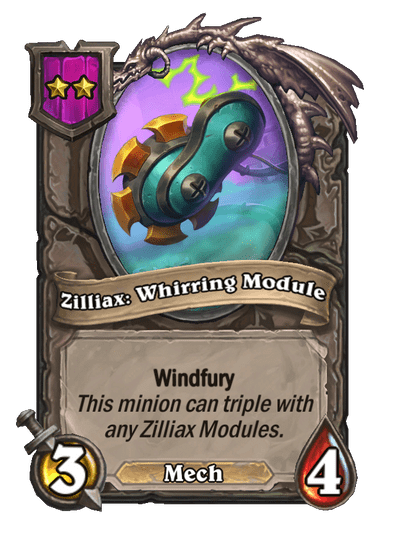 Zilliax: Whirring Module
Windfury
This minion can triple with
any Zilliax Modules.
3
Mech
4